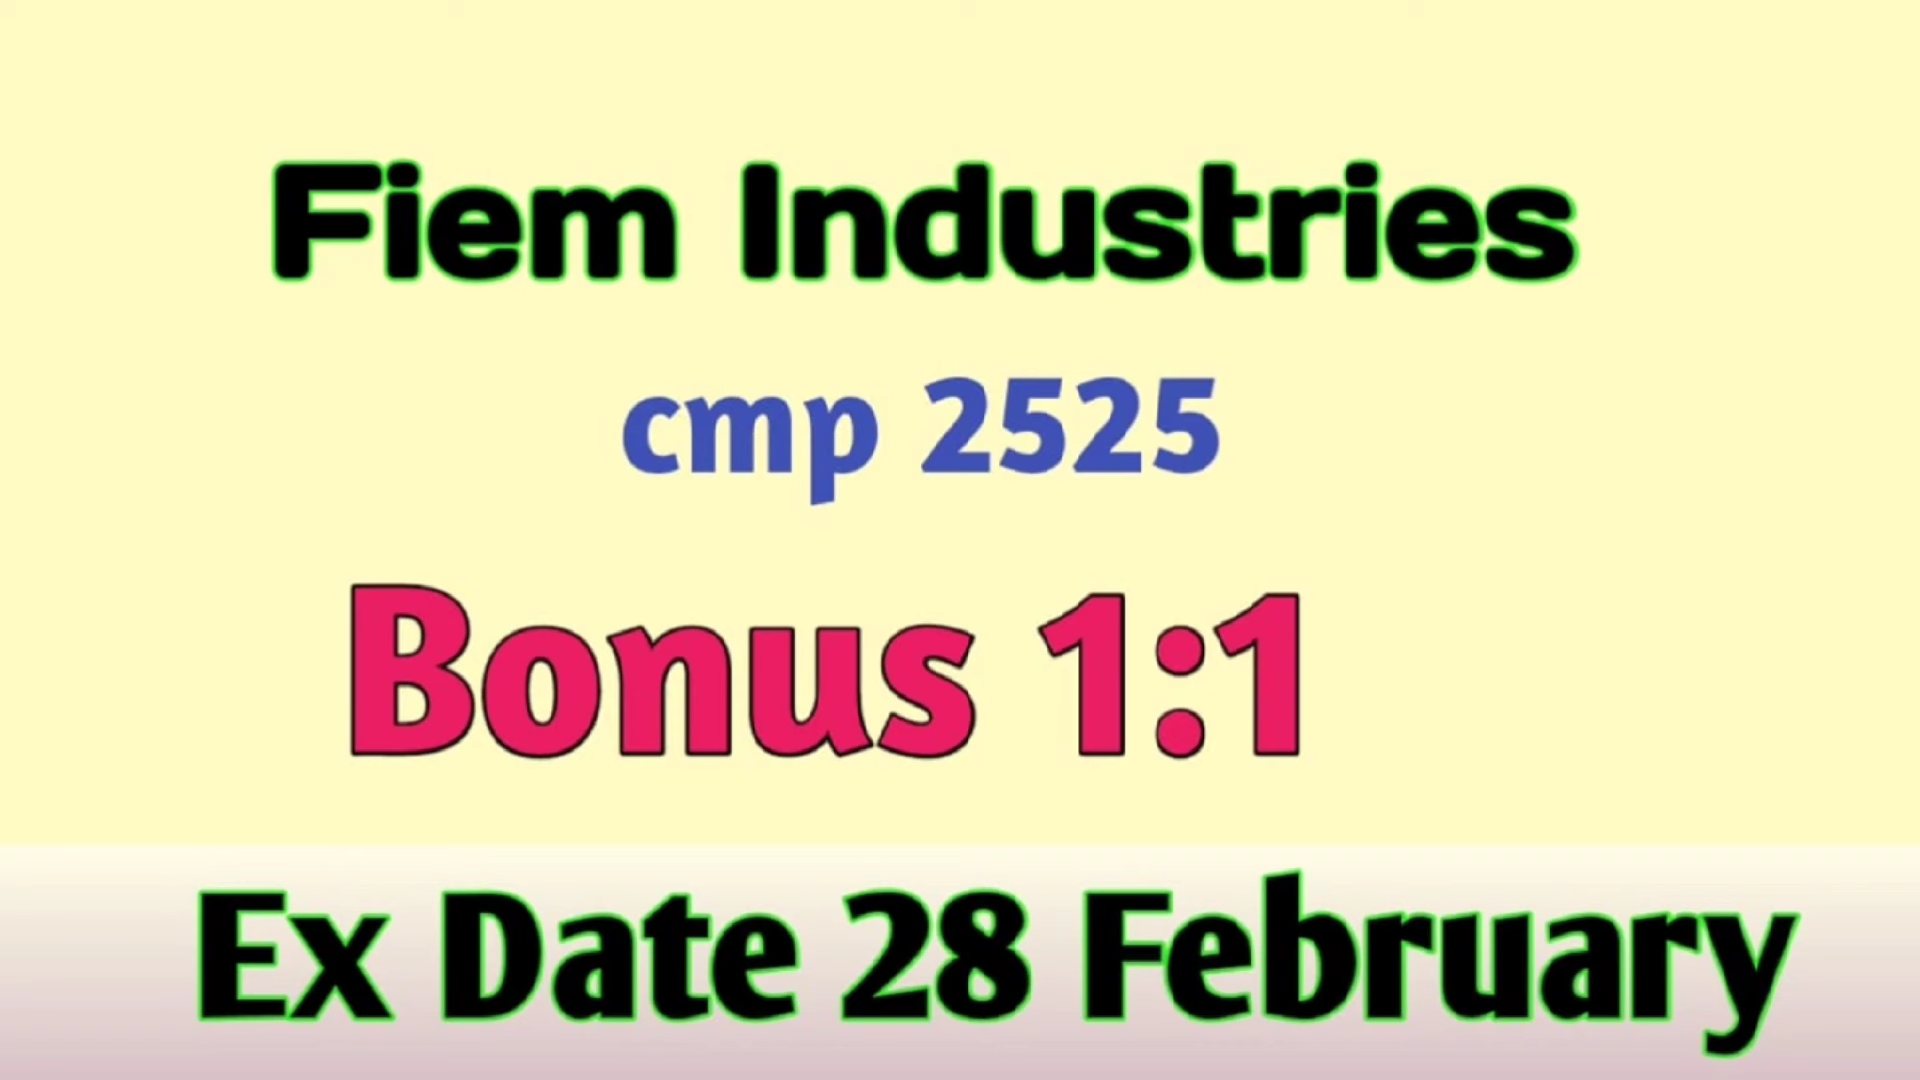 Fiem Industries
cmp 2525
Bonus 1:1
Ex Date 28 February